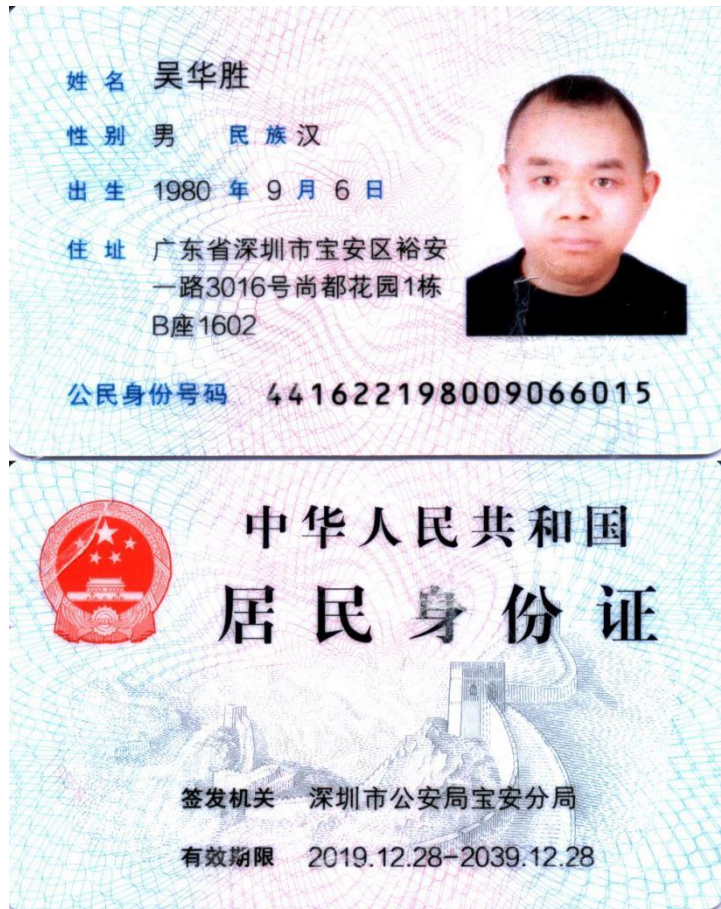 姓名 吴华胜
性别 男 民族 汉
出生 1980 年 9 月 6 日
住址 广东省深圳市宝安区裕安
一路3016号尚都花园1栋
B座1602
公民身份号码 441622198009066015
中华人民共和国
居民身份证
签发机关 深圳市公安局宝安分局
有效期限 2019.12.28-2039.12.28